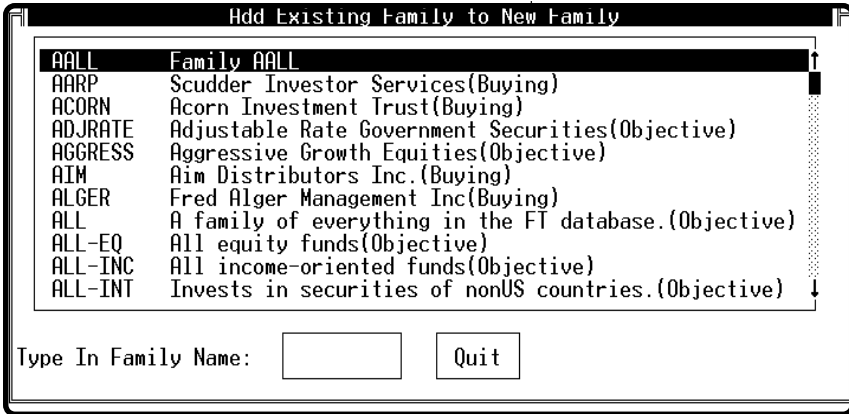 Add Existing Family to New Family
AALL Family AALL
AARP Scudder Investor Services(Buying)
ACORN Acorn Investment Trust(Buying)
ADJRATE Adjustable Rate Government Securities(Objective)
AGGRESS Aggressive Growth Equities(Objective)
AIM Aim Distributors Inc.(Buying)
ALGER Fred Alger Management Inc(Buying)
ALL A family of everything in the FT database.(Objective)
ALL-EQ All equity funds(Objective)
ALL-INC All income-oriented funds(Objective)
ALL-INT Invests in securities of nonUS countries.(Objective)
Type In Family Name: Quit